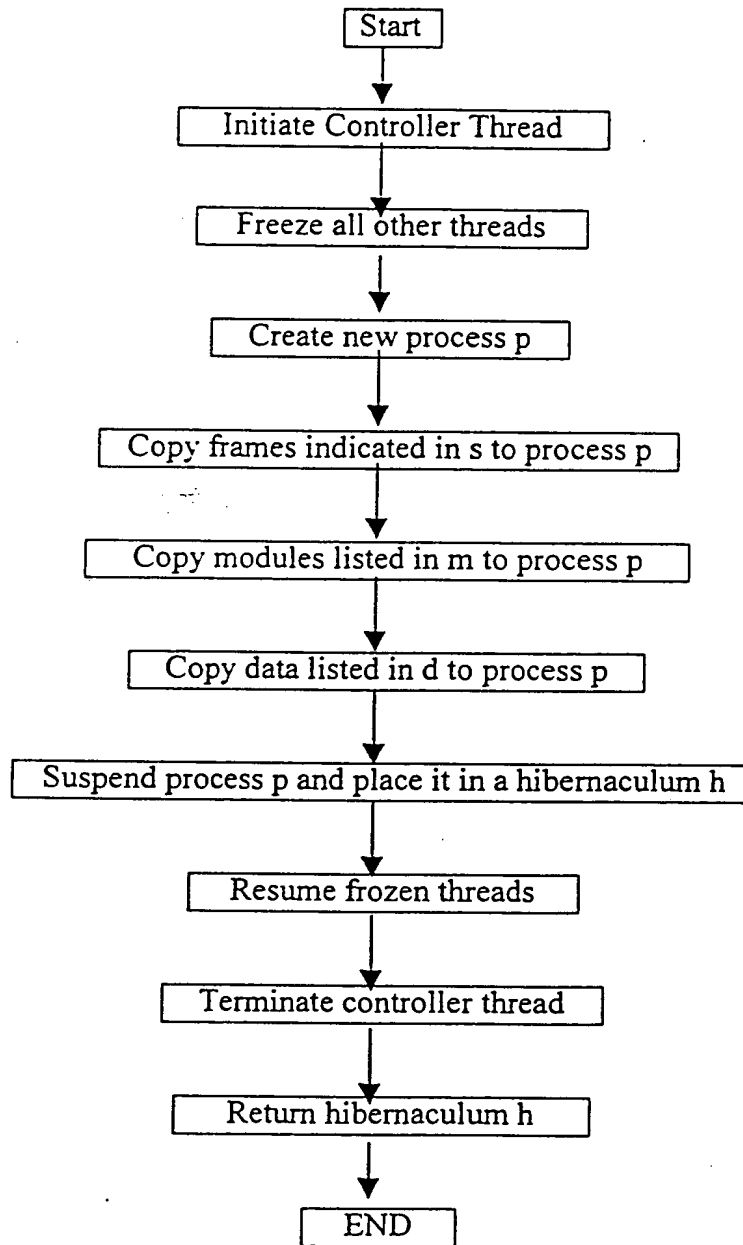 Start
Initiate Controller Thread
Freeze all other threads
Create new process p
Copy frames indicated in s to process p
Copy modules listed in m to process p
Copy data listed in d to process p
Suspend process p and place it in a hibernaculum h
Resume frozen threads
Terminate controller thread
Return hibernaculum h
END